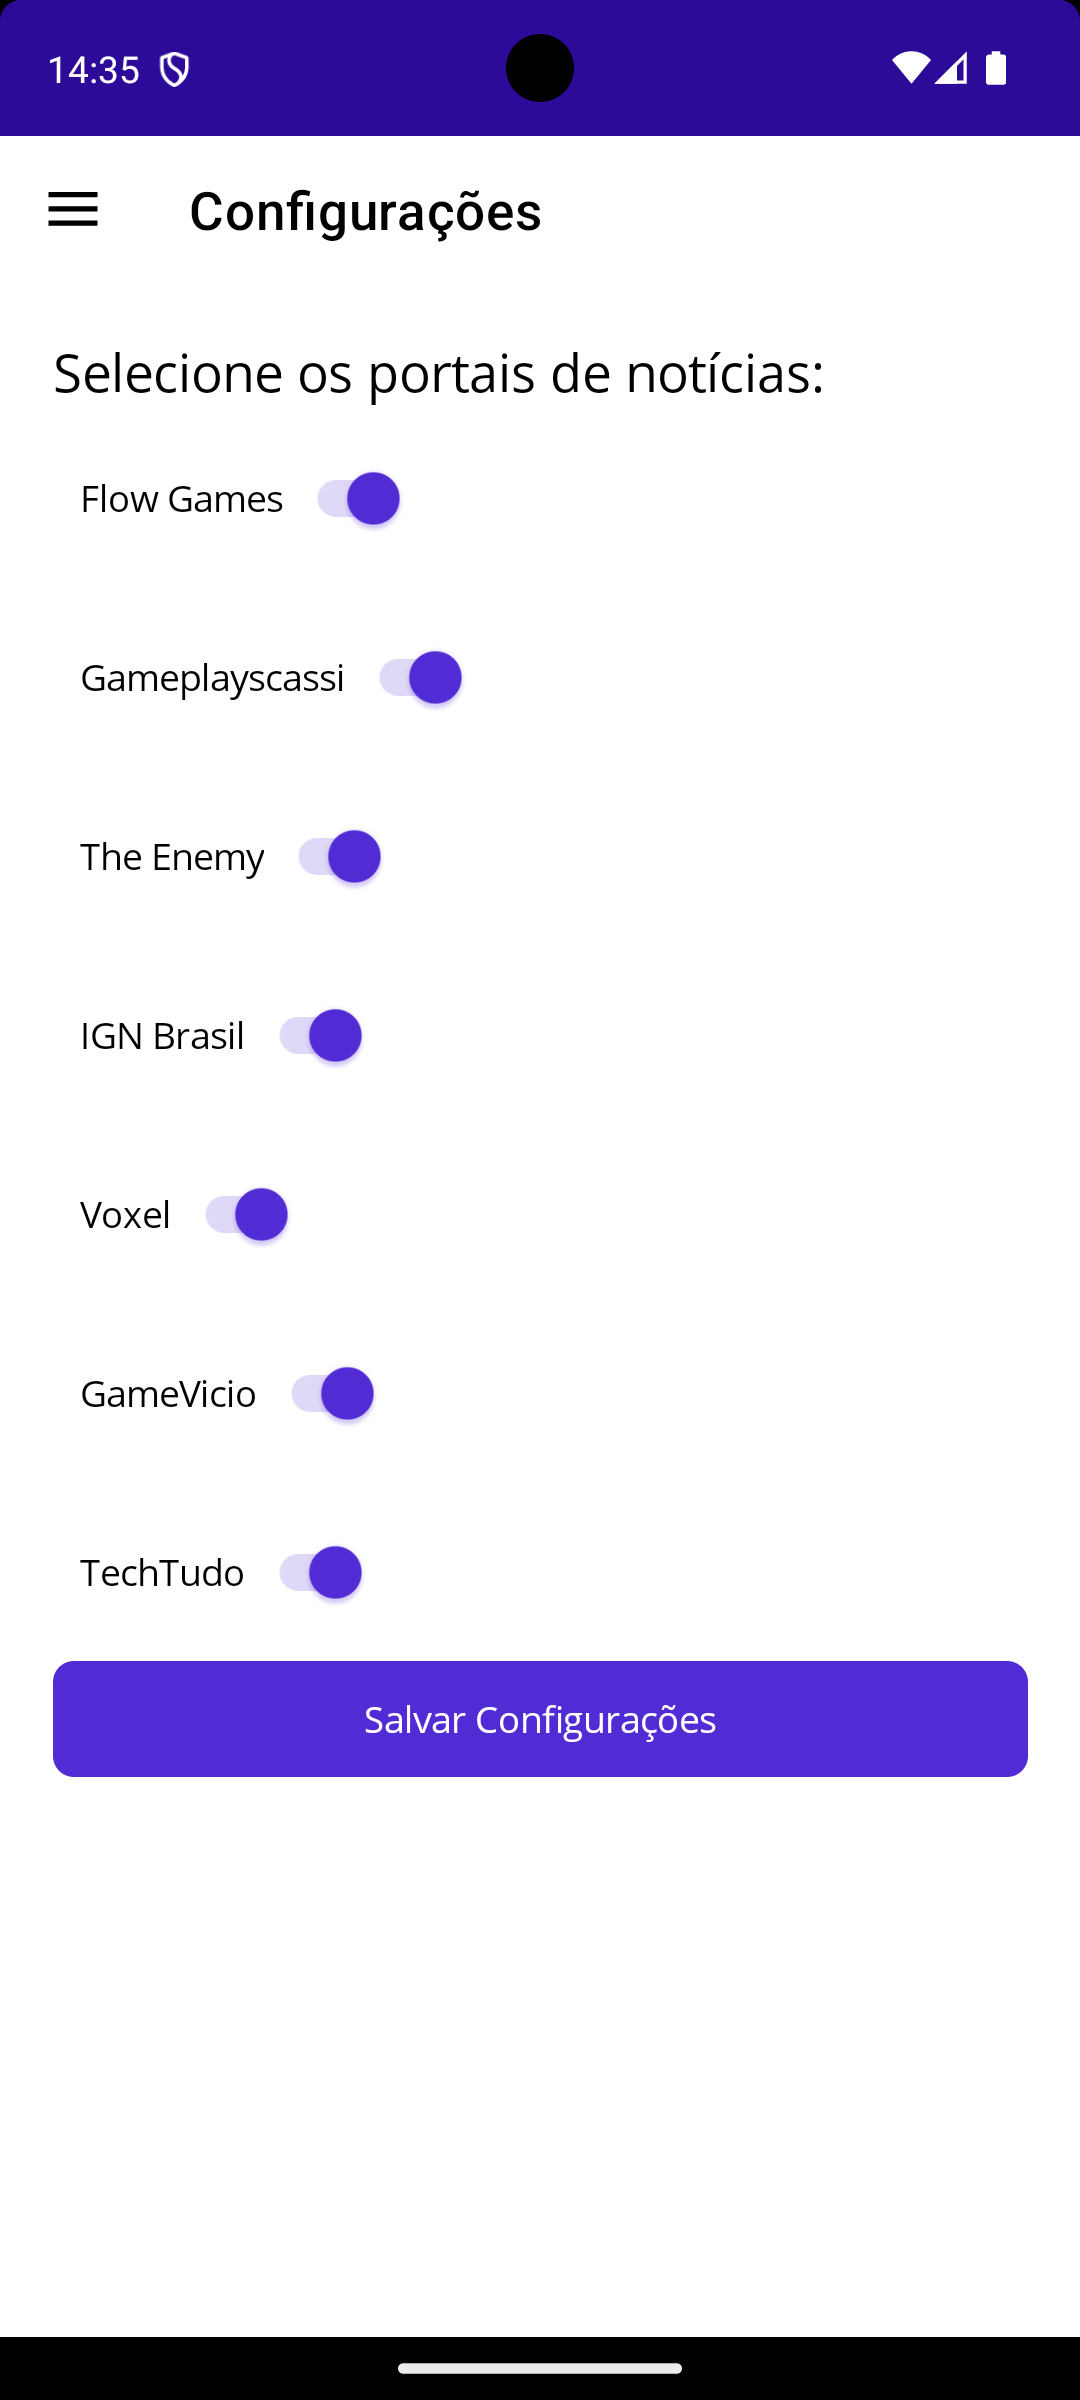 14:35
Configurações
Selecione os portais de notícias:
Flow Games
Gameplayscassi
The Enemy
IGN Brasil
Voxel
GameVicio
TechTudo
Salvar Configurações